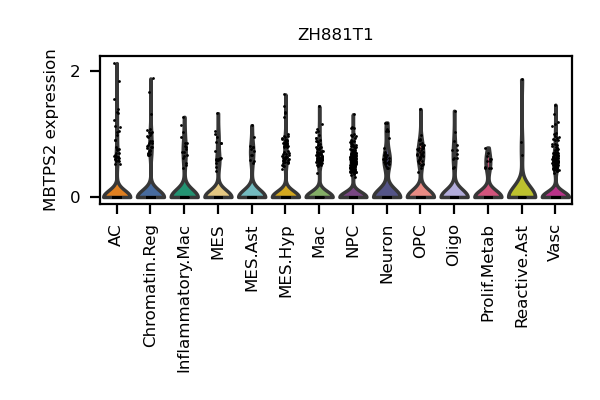 ZH881T1
MBTPS2 expression
2
0
AC
Chromatin.Reg
Inflammatory.Mac
MES
MES.Ast
MES.Hyp
Mac
NPC
Neuron
OPC
Oligo
Prolif.Metab
Reactive.Ast
Vasc